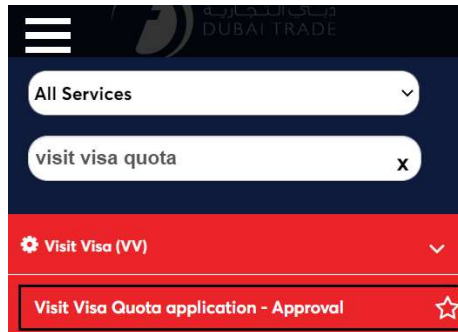 دبي التجارية
DUBAI TRADE
All Services
visit visa quota
x
Visit Visa (VV)
Visit Visa Quota application - Approval